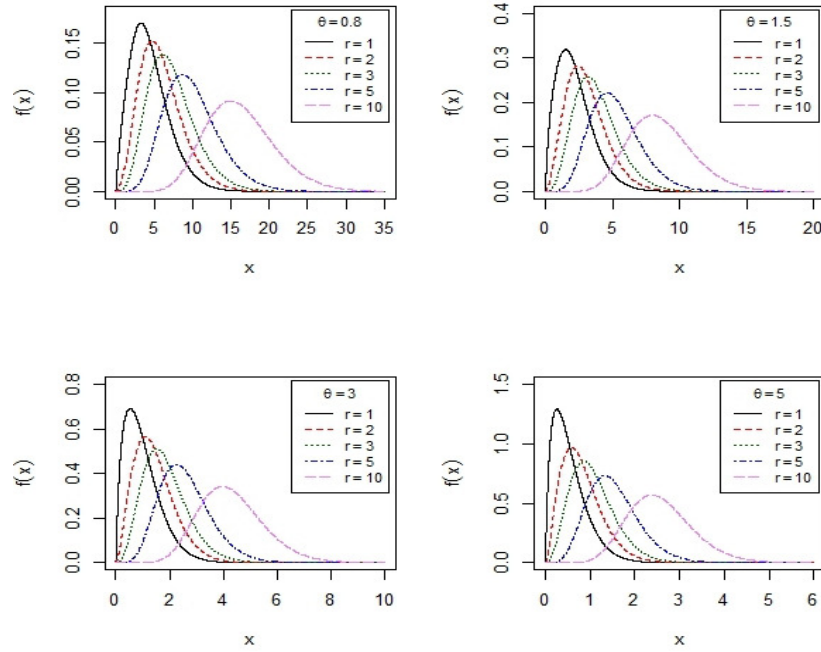 θ = 0.8
r = 1
r = 2
r = 3
r = 5
r = 10
f(x)
0.00 0.05 0.10 0.15
0 5 10 15 20 25 30 35
x
θ = 1.5
r = 1
r = 2
r = 3
r = 5
r = 10
f(x)
0.0 0.1 0.2 0.3 0.4
0 5 10 15 20
x
θ = 3
r = 1
r = 2
r = 3
r = 5
r = 10
f(x)
0.0 0.2 0.4 0.6 0.8
0 2 4 6 8 10
x
θ = 5
r = 1
r = 2
r = 3
r = 5
r = 10
f(x)
0.0 0.5 1.0 1.5
0 1 2 3 4 5 6
x